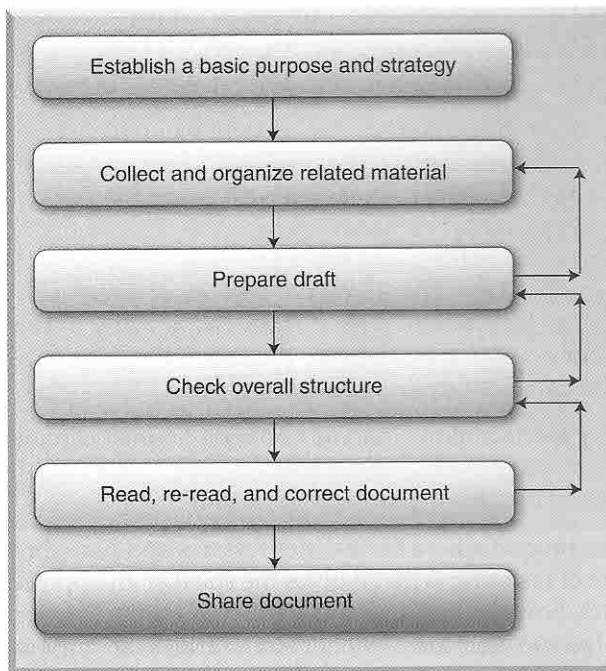 Establish a basic purpose and strategy
Collect and organize related material
Prepare draft
Check overall structure
Read, re-read, and correct document
Share document